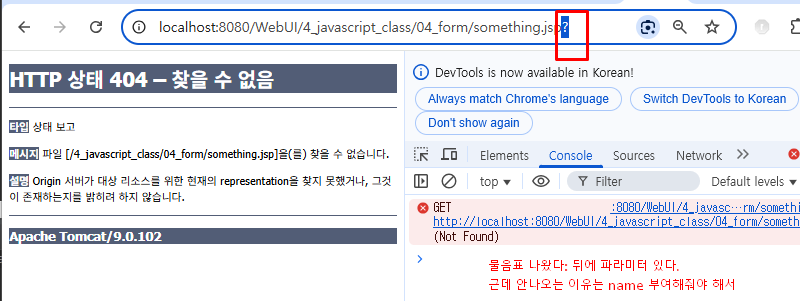 localhost:8080/WebUI/4_javascript_class/04_form/something.jsp?
HTTP 상태 404 – 찾을 수 없음
타입 상태 보고
메시지 파일 [/4_javascript_class/04_form/something.jsp]을(를) 찾을 수 없습니다.
설명 Origin 서버가 대상 리소스를 위한 현재의 representation을 찾지 못했거나, 그것
이 존재하는지를 밝히려 하지 않습니다.
Apache Tomcat/9.0.102
DevTools is now available in Korean!
Always match Chrome's language
Switch DevTools to Korean
Don't show again
Elements Console Sources Network
top Filter Default levels
GET :8080/WebUI/4_javasc…rm/somethi
http://localhost:8080/WebUI/4_javascript_class/04_form/something
(Not Found)
물음표 나왔다: 뒤에 파라미터 있다.
근데 안나오는 이유는 name 부여해줘야 해서